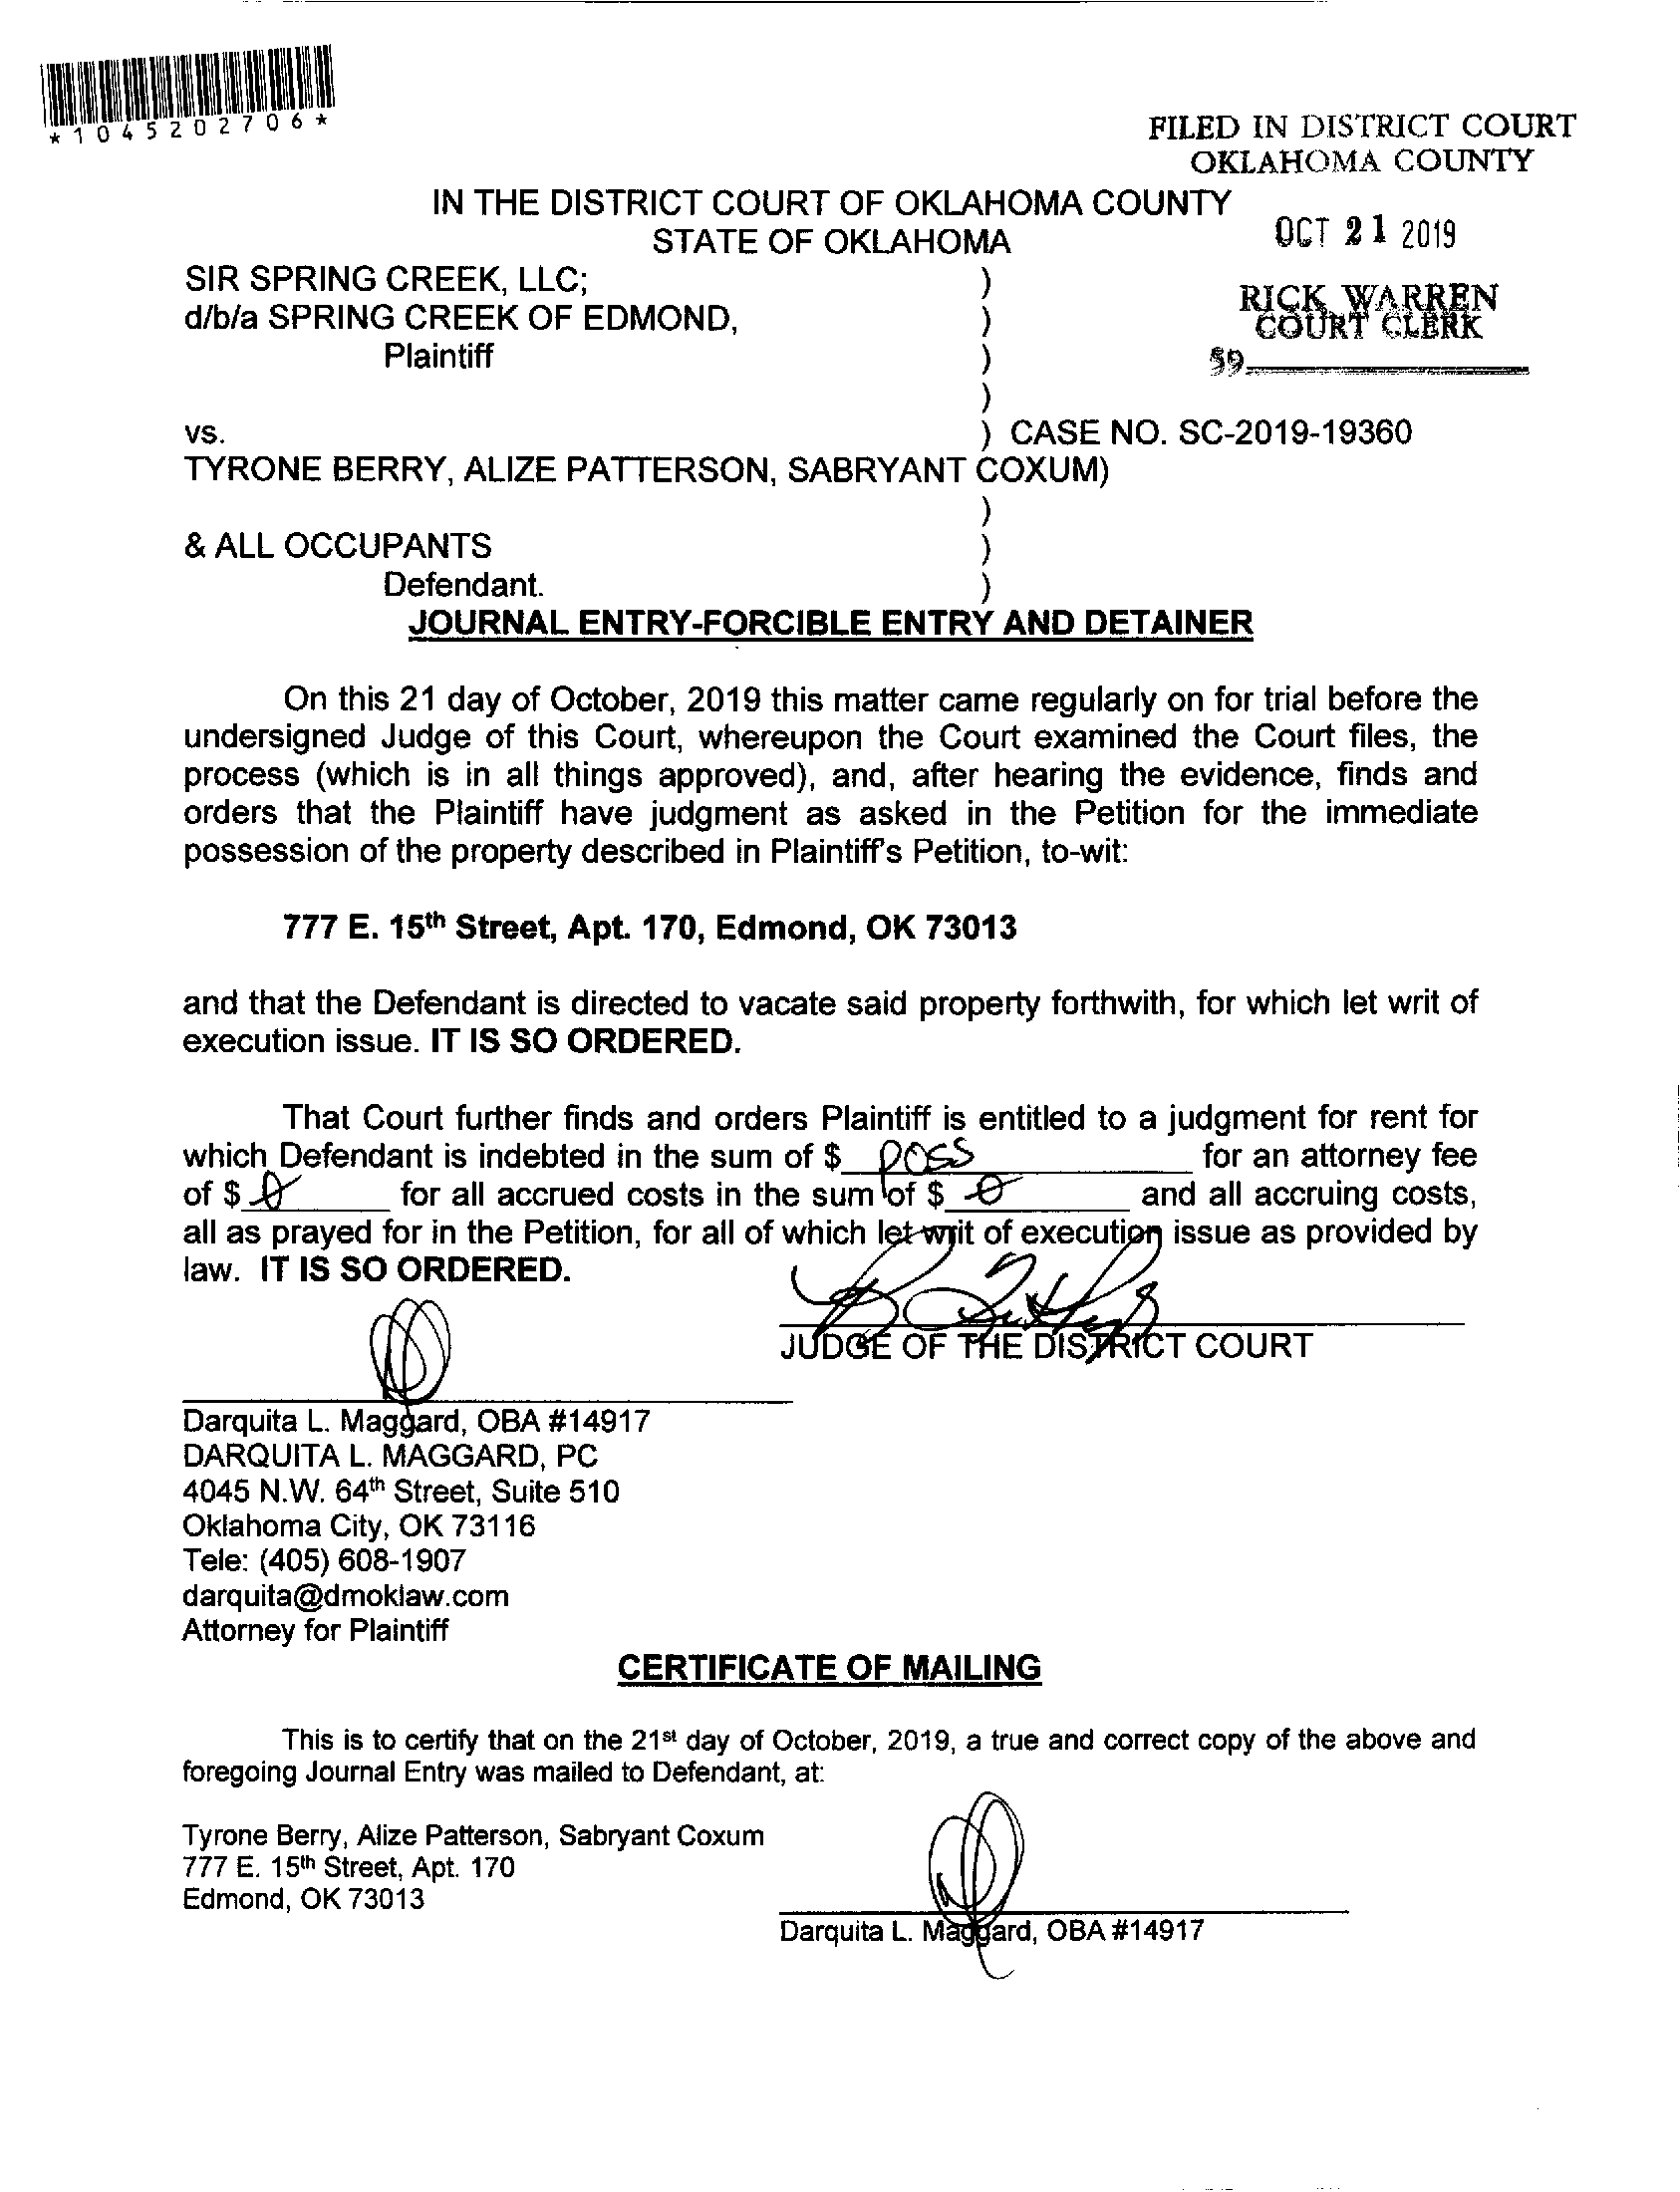 *1045202706*
FILED IN DISTRICT COURT
OKLAHOMA COUNTY
IN THE DISTRICT COURT OF OKLAHOMA COUNTY
STATE OF OKLAHOMA
OCT 21 2019
SIR SPRING CREEK, LLC; )
d/b/a SPRING CREEK OF EDMOND, )
Plaintiff )
)
RICK WARREN
COURT CLERK
59
vs. ) CASE NO. SC-2019-19360
TYRONE BERRY, ALIZE PATTERSON, SABRYANT COXUM)
)
& ALL OCCUPANTS )
Defendant. )
JOURNAL ENTRY-FORCIBLE ENTRY AND DETAINER
On this 21 day of October, 2019 this matter came regularly on for trial before the
undersigned Judge of this Court, whereupon the Court examined the Court files, the
process (which is in all things approved), and, after hearing the evidence, finds and
orders that the Plaintiff have judgment as asked in the Petition for the immediate
possession of the property described in Plaintiff's Petition, to-wit:
777 E. 15th Street, Apt. 170, Edmond, OK 73013
and that the Defendant is directed to vacate said property forthwith, for which let writ of
execution issue. IT IS SO ORDERED.
That Court further finds and orders Plaintiff is entitled to a judgment for rent for
which Defendant is indebted in the sum of $ poss for an attorney fee
of $ 0 for all accrued costs in the sum of $ 0 and all accruing costs,
all as prayed for in the Petition, for all of which let writ of execution issue as provided by
law. IT IS SO ORDERED.
JUDGE OF THE DISTRICT COURT
Darquita L. Maggard, OBA #14917
DARQUITA L. MAGGARD, PC
4045 N.W. 64th Street, Suite 510
Oklahoma City, OK 73116
Tele: (405) 608-1907
darquita@dmoklaw.com
Attorney for Plaintiff
CERTIFICATE OF MAILING
This is to certify that on the 21st day of October, 2019, a true and correct copy of the above and
foregoing Journal Entry was mailed to Defendant, at:
Tyrone Berry, Alize Patterson, Sabryant Coxum
777 E. 15th Street, Apt. 170
Edmond, OK 73013
Darquita L. Maggard, OBA #14917